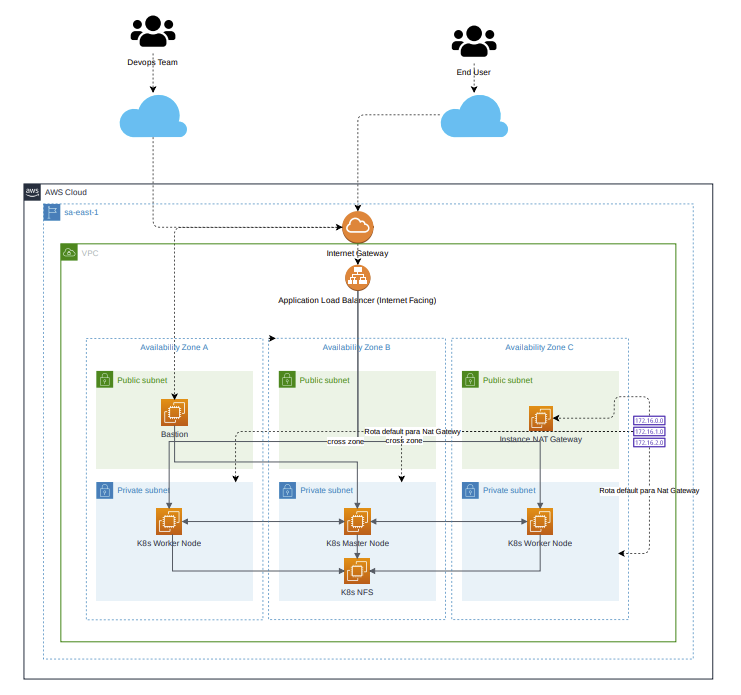 Devops Team
End User
aws
AWS Cloud
sa-east-1
Internet Gateway
VPC
Application Load Balancer (Internet Facing)
Availability Zone A
Availability Zone B
Availability Zone C
Public subnet
Public subnet
Public subnet
172.16.0.0
172.16.1.0
172.16.2.0
Bastion
Rota default para Nat Getewy
Instance NAT Gateway
cross zone
cross zone
Private subnet
Private subnet
Private subnet
Rota default para Nat Gateway
K8s Worker Node
K8s Master Node
K8s Worker Node
K8s NFS